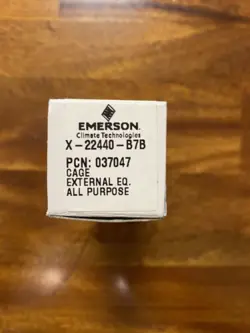 EMERSON
Climate Technologies
X-22440-B7B
PCN: 037047
CAGE
EXTERNAL EQ.
ALL PURPOSE